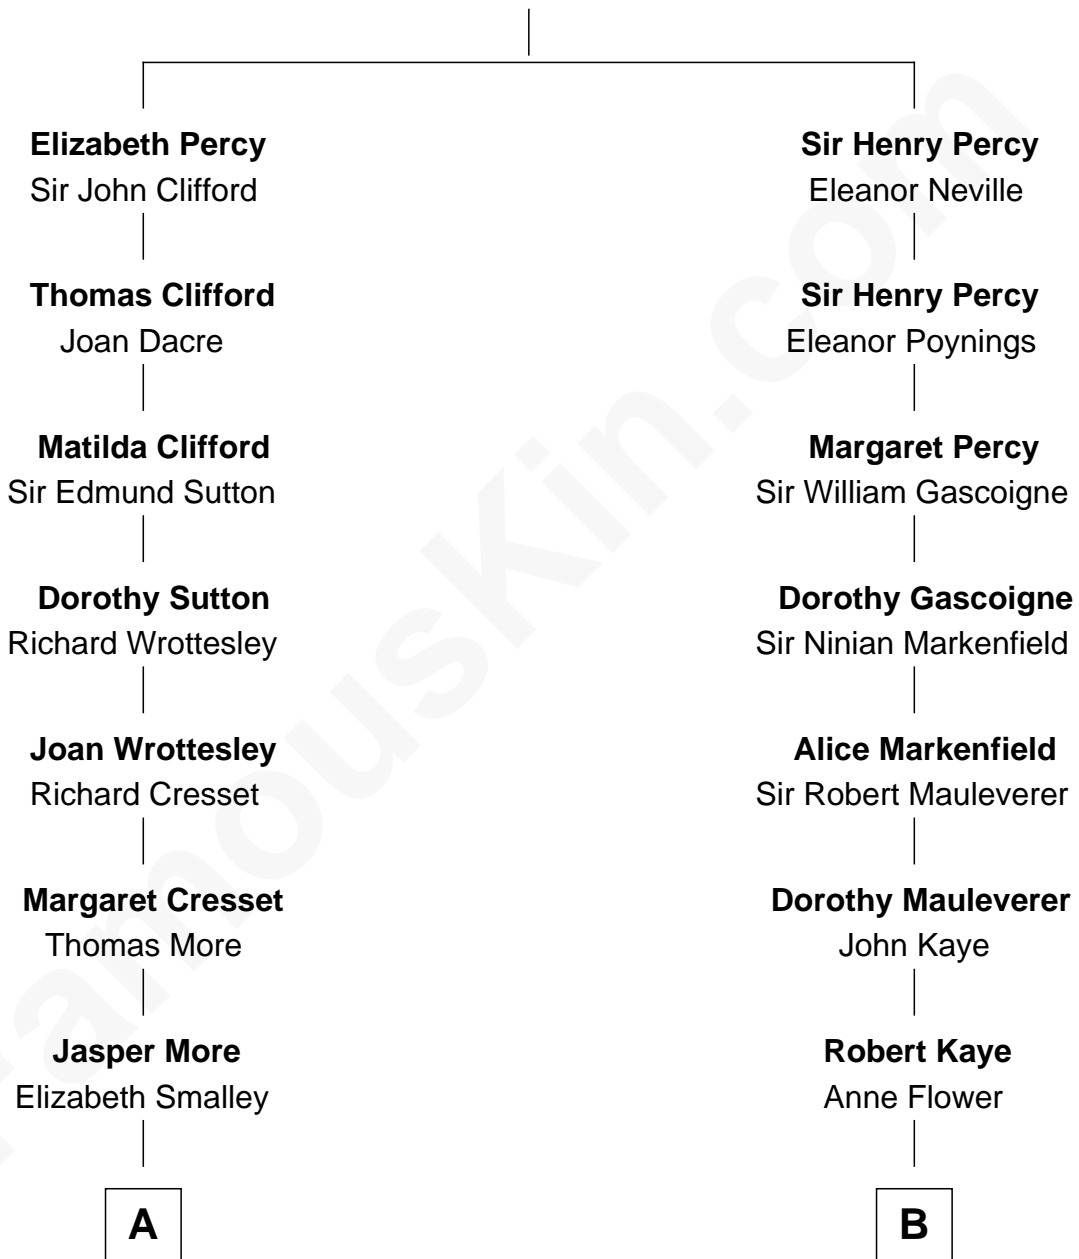 Elizabeth Percy
Sir John Clifford
Thomas Clifford
Joan Dacre
Matilda Clifford
Sir Edmund Sutton
Dorothy Sutton
Richard Wrottesley
Joan Wrottesley
Richard Cresset
Margaret Cresset
Thomas More
Jasper More
Elizabeth Smalley
A
Sir Henry Percy
Eleanor Neville
Sir Henry Percy
Eleanor Poynings
Margaret Percy
Sir William Gascoigne
Dorothy Gascoigne
Sir Ninian Markenfield
Alice Markenfield
Sir Robert Mauleverer
Dorothy Mauleverer
John Kaye
Robert Kaye
Anne Flower
B
FamousKin.com